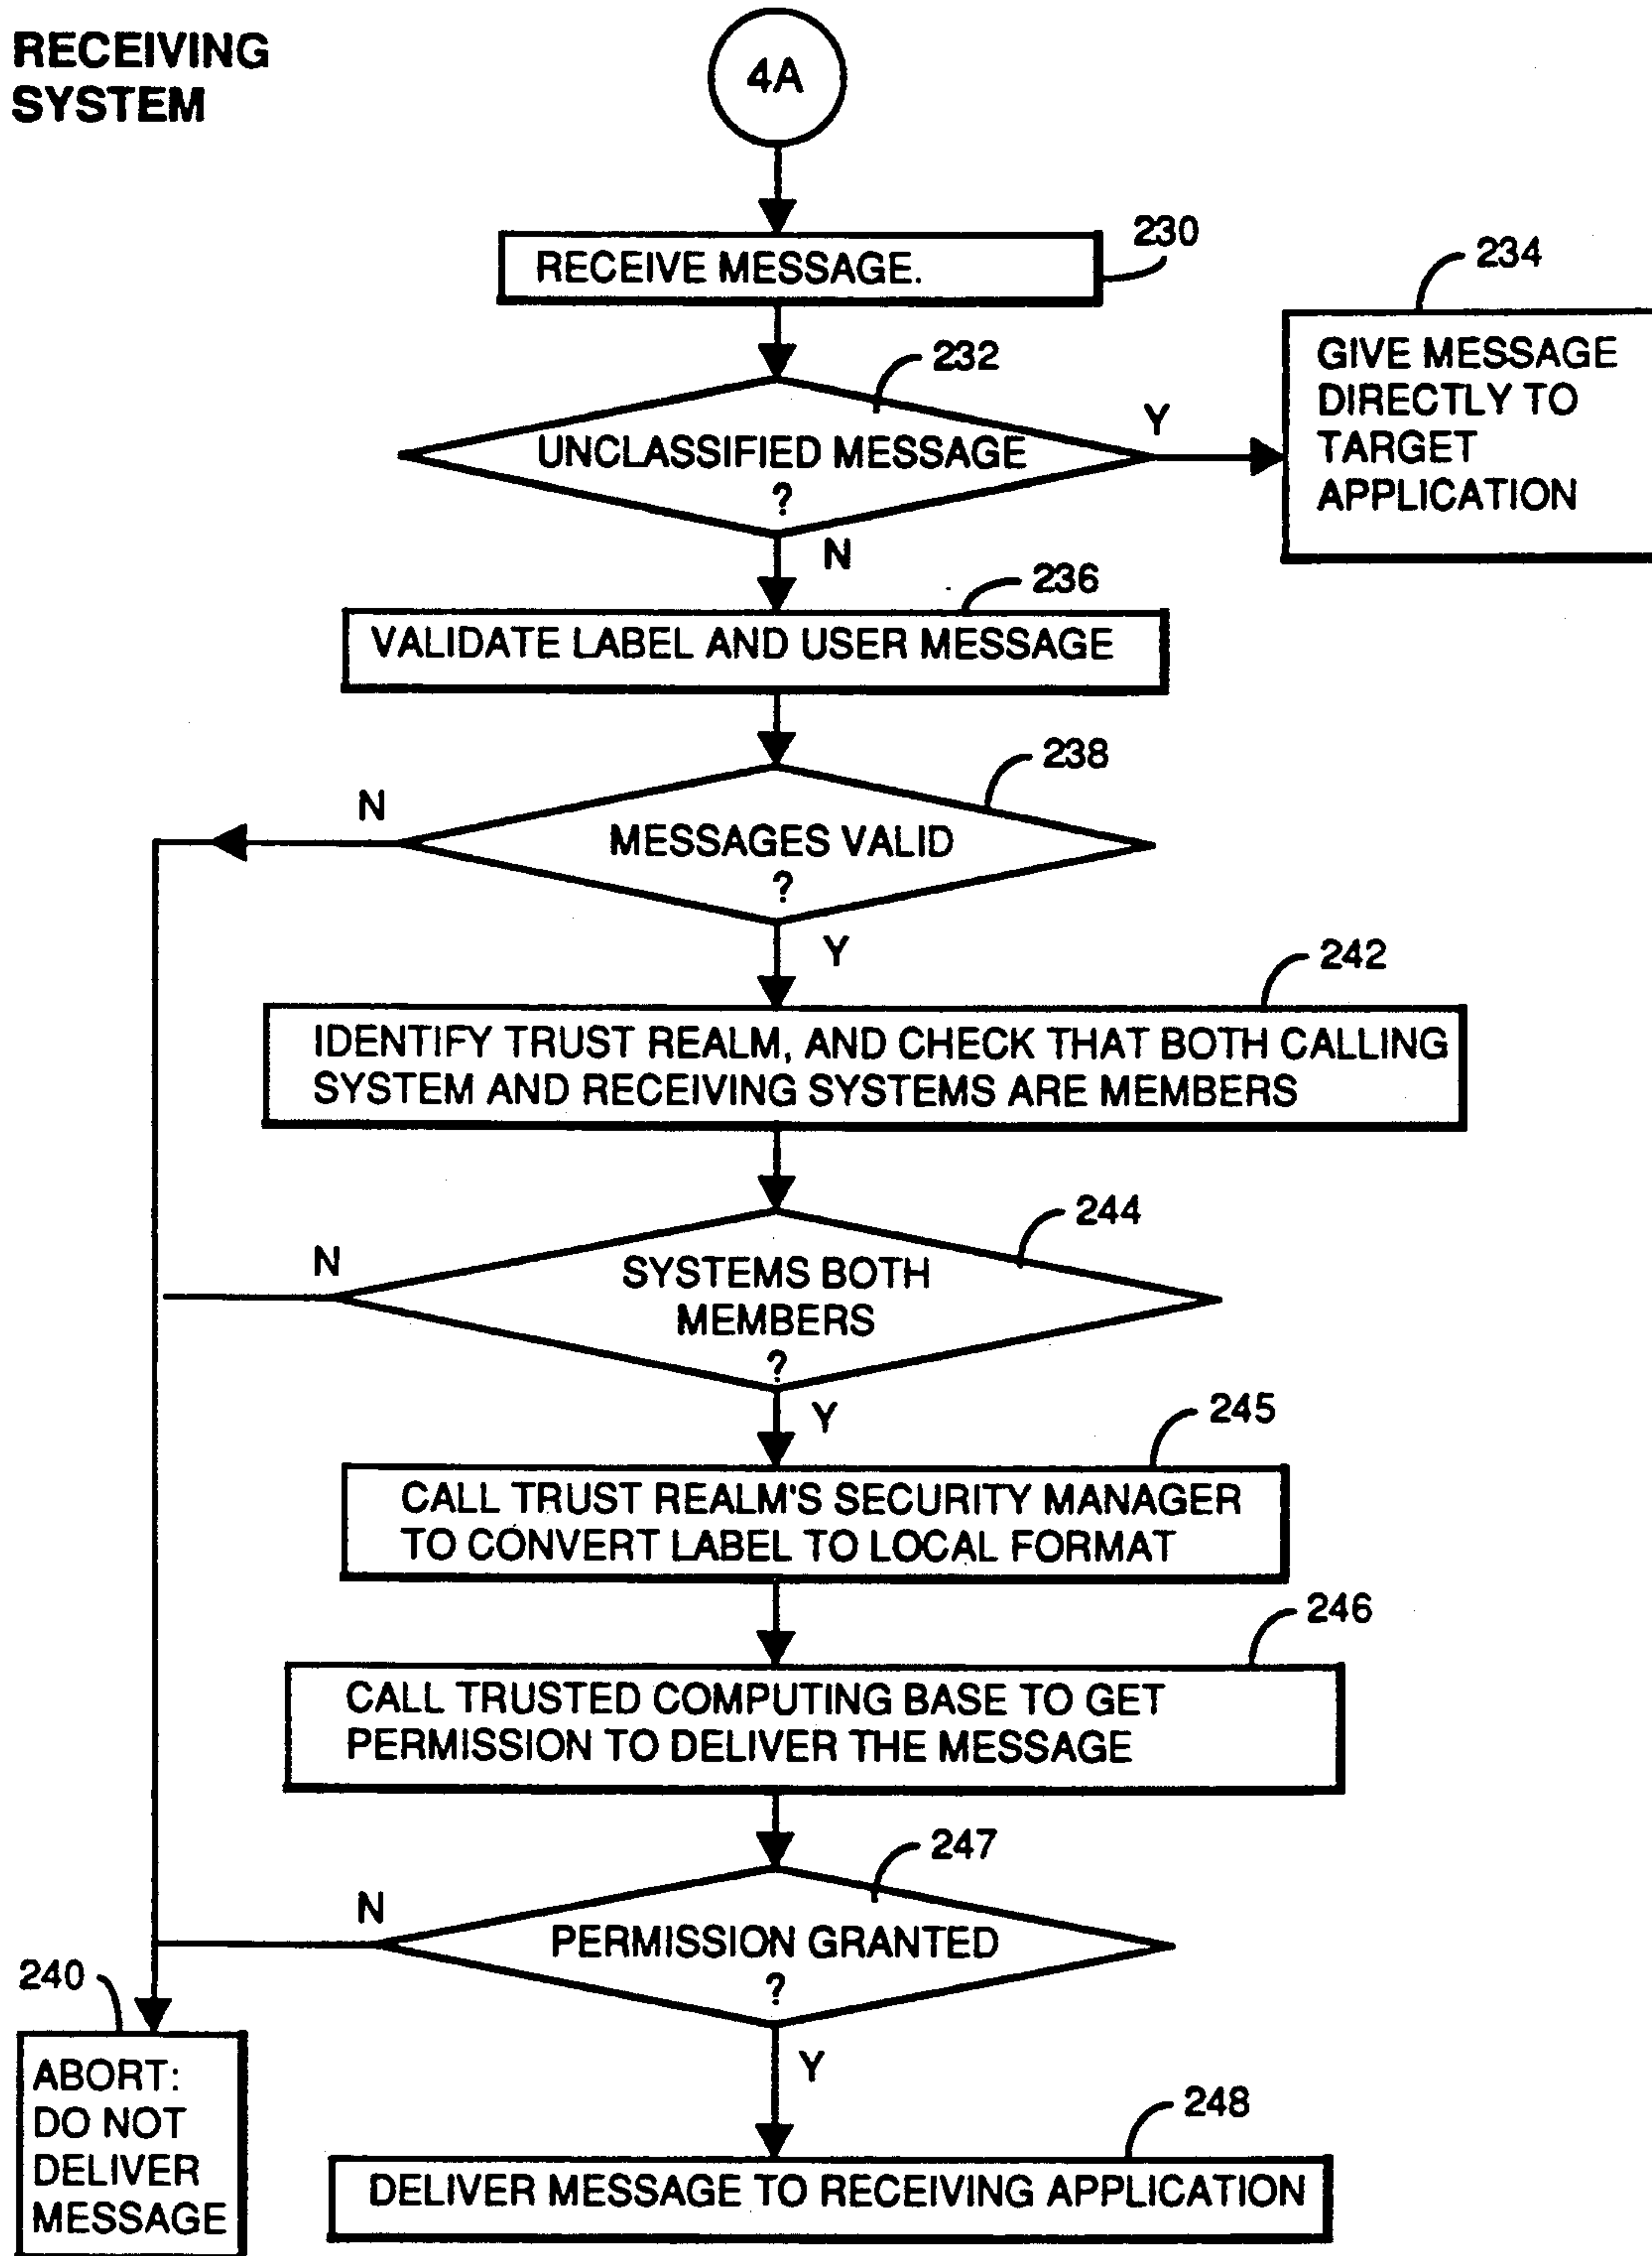 RECEIVING
SYSTEM
4A
230
RECEIVE MESSAGE.
234
GIVE MESSAGE
DIRECTLY TO
TARGET
APPLICATION
232
UNCLASSIFIED MESSAGE
?
Y
N
236
VALIDATE LABEL AND USER MESSAGE
238
N
MESSAGES VALID
?
Y
242
IDENTIFY TRUST REALM, AND CHECK THAT BOTH CALLING
SYSTEM AND RECEIVING SYSTEMS ARE MEMBERS
244
N
SYSTEMS BOTH
MEMBERS
?
Y
245
CALL TRUST REALM'S SECURITY MANAGER
TO CONVERT LABEL TO LOCAL FORMAT
246
CALL TRUSTED COMPUTING BASE TO GET
PERMISSION TO DELIVER THE MESSAGE
247
N
PERMISSION GRANTED
?
Y
240
ABORT:
DO NOT
DELIVER
MESSAGE
248
DELIVER MESSAGE TO RECEIVING APPLICATION